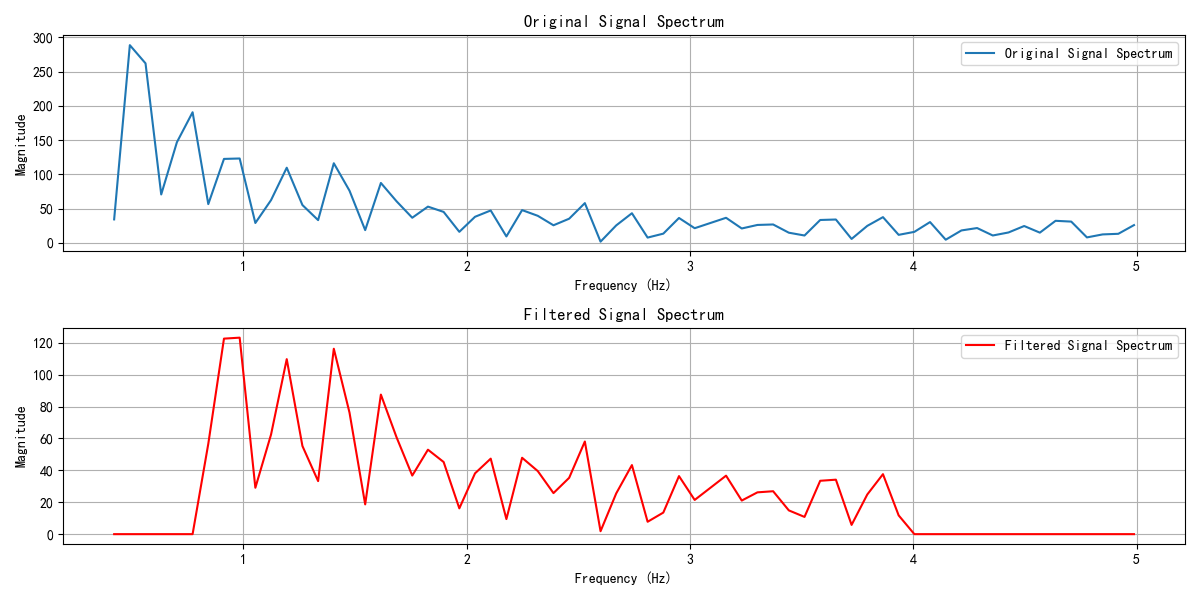 Original Signal Spectrum
300
250
200
150
100
50
0
Magnitude
Original Signal Spectrum
1 2 3 4 5
Frequency (Hz)
Filtered Signal Spectrum
120
100
80
60
40
20
0
Magnitude
Filtered Signal Spectrum
1 2 3 4 5
Frequency (Hz)